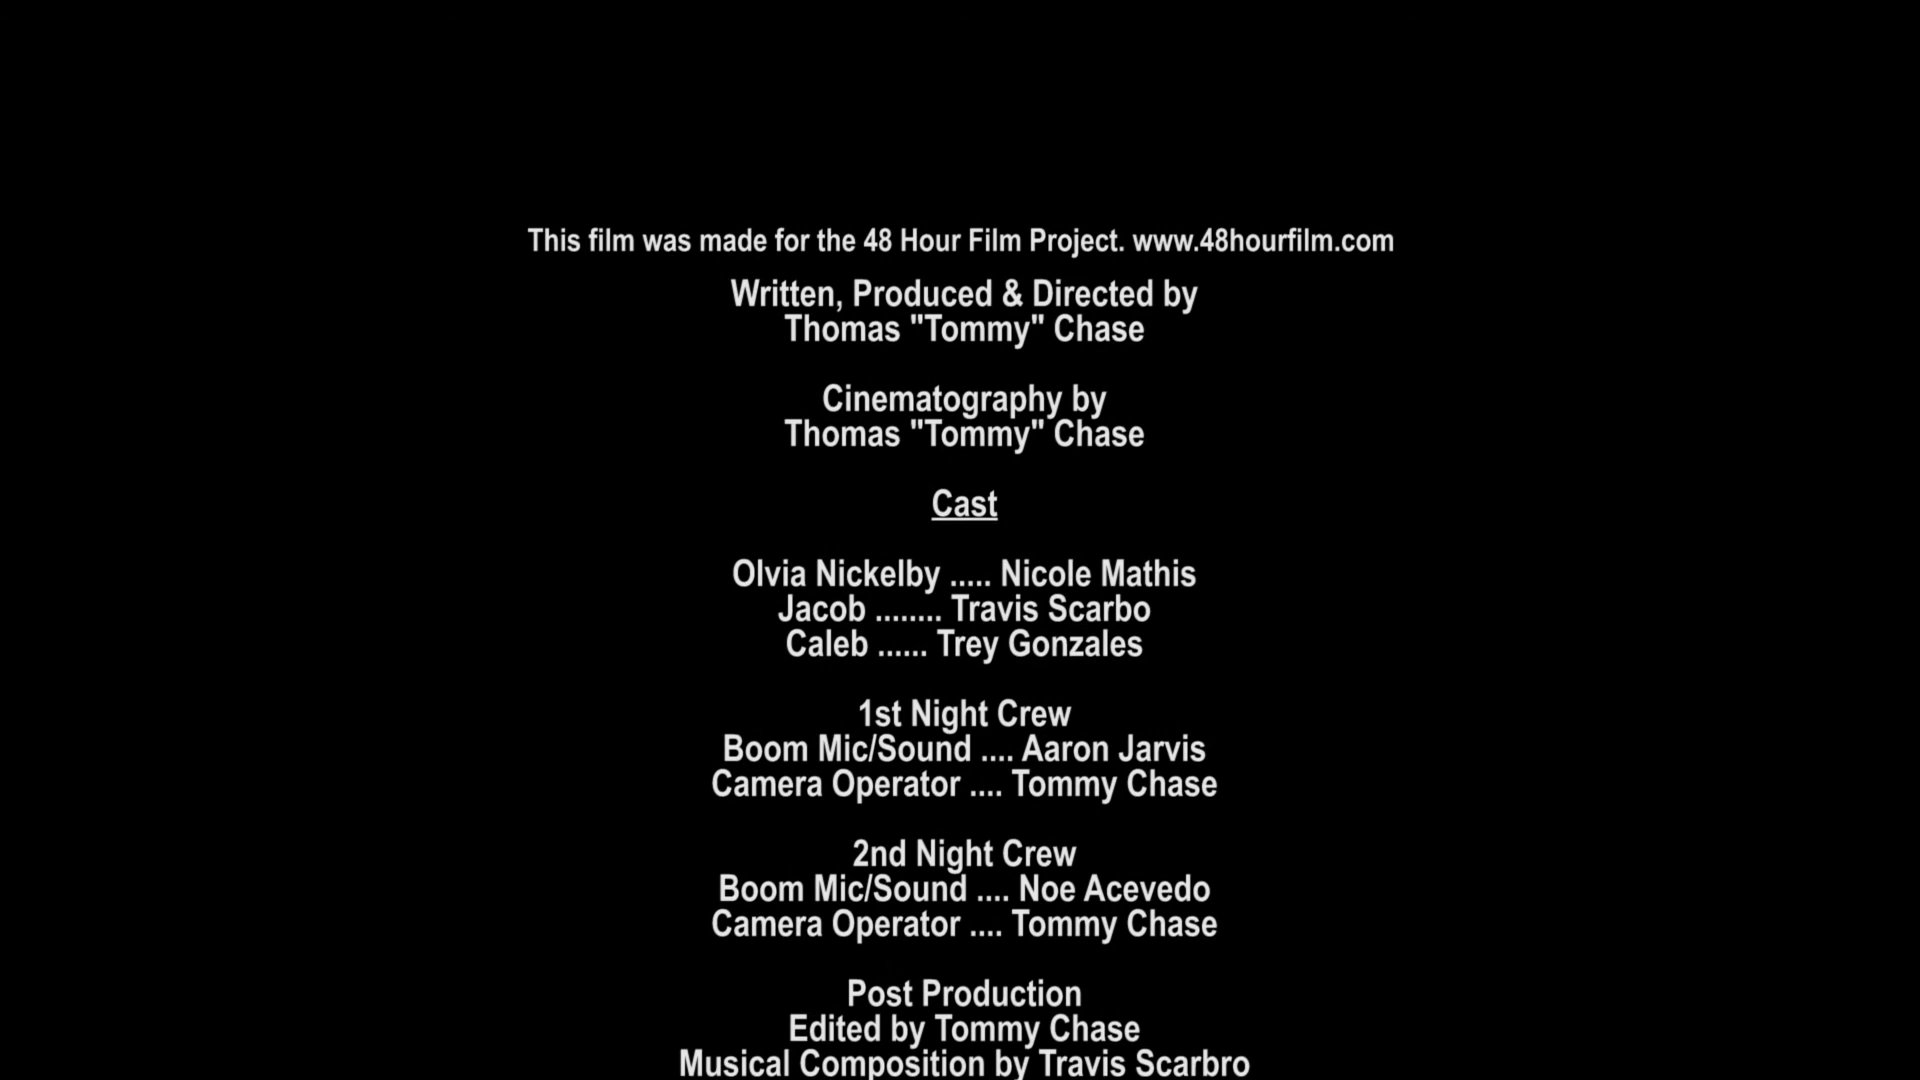 This film was made for the 48 Hour Film Project. www.48hourfilm.com
Written, Produced & Directed by
Thomas "Tommy" Chase
Cinematography by
Thomas "Tommy" Chase
Cast
Olvia Nickelby ..... Nicole Mathis
Jacob ........ Travis Scarbo
Caleb ...... Trey Gonzales
1st Night Crew
Boom Mic/Sound .... Aaron Jarvis
Camera Operator .... Tommy Chase
2nd Night Crew
Boom Mic/Sound .... Noe Acevedo
Camera Operator .... Tommy Chase
Post Production
Edited by Tommy Chase
Musical Composition by Travis Scarbro